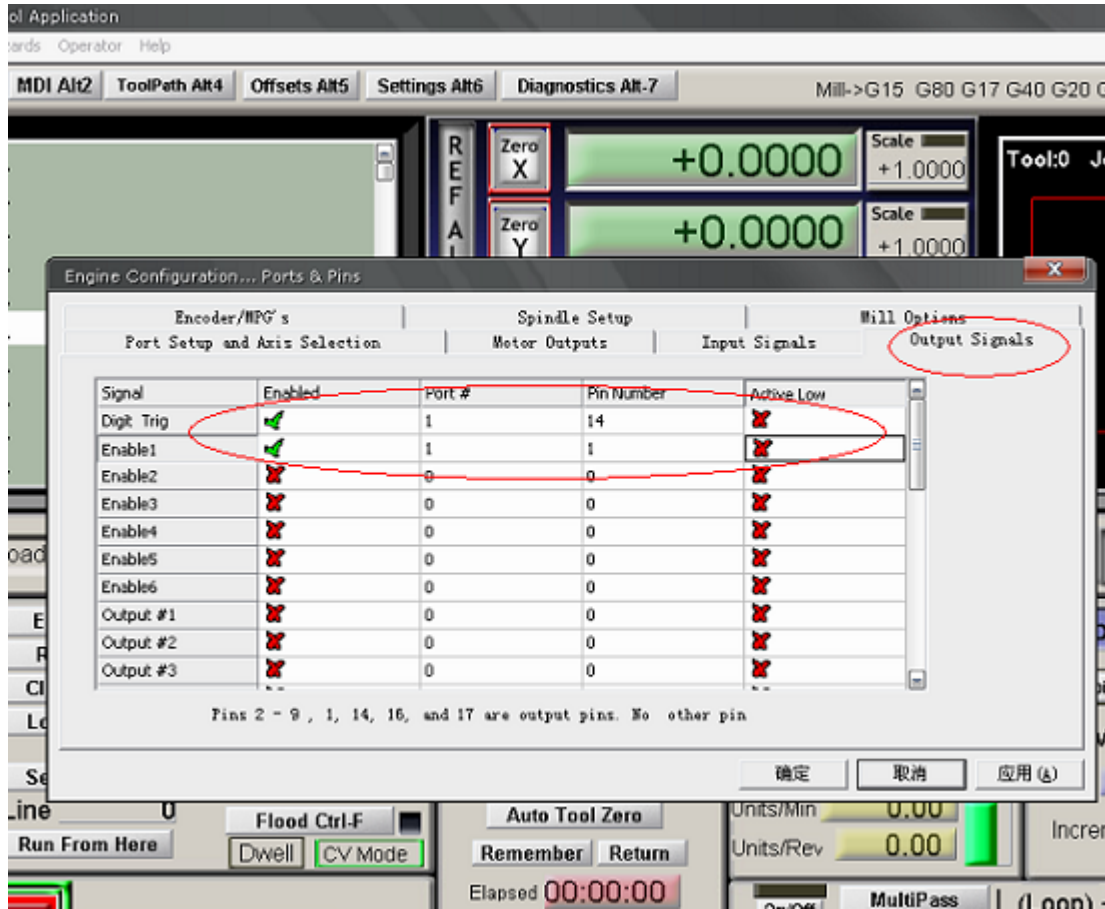 ol Application
Operator Help
MDI Alt2 ToolPath Alt4 Offsets Alt5 Settings Alt6 Diagnostics Alt-7 Mill->G15 G80 G17 G40 G20
REF Zero X +0.0000 Scale +1.0000 Tool:0
A Zero Y +0.0000 Scale +1.0000
Engine Configuration... Ports & Pins
Encoder/MPG's Spindle Setup Mill Options
Port Setup and Axis Selection Motor Outputs Input Signals Output Signals
Signal Enabled Port # Pin Number Active Low
Digit Trig 1 14
Enable1 1 1
Enable2 0 0
Enable3 0 0
Enable4 0 0
Enable5 0 0
Enable6 0 0
Output #1 0 0
Output #2 0 0
Output #3 0 0
Pins 2 - 9 , 1, 14, 16, and 17 are output pins. No other pin
确定 取消 应用(A)
Line 0 Flood Ctrl-F Auto Tool Zero Units/Min 0.00
Run From Here Dwell CV Mode Remember Return Units/Rev 0.00 Increr
Elapsed 00:00:00 On/Off MultiPass (Loop)